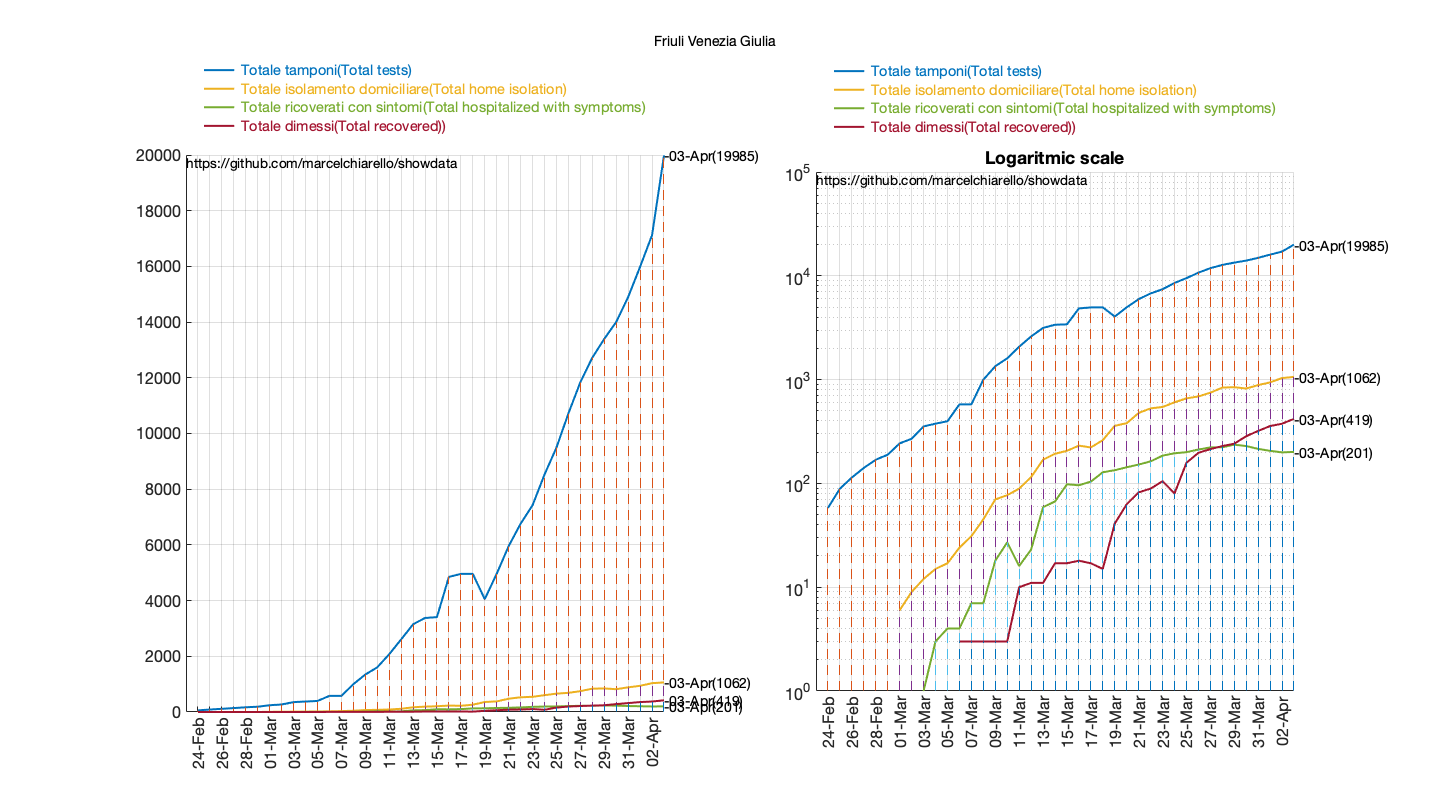 Friuli Venezia Giulia
Totale tamponi(Total tests)
Totale isolamento domiciliare(Total home isolation)
Totale ricoverati con sintomi(Total hospitalized with symptoms)
Totale dimessi(Total recovered))
20000
18000
16000
14000
12000
10000
8000
6000
4000
2000
0
https://github.com/marcelchiarello/showdata
-03-Apr(19985)
-03-Apr(1062)
-03-Apr(419)
-03-Apr(201)
24-Feb
26-Feb
28-Feb
01-Mar
03-Mar
05-Mar
07-Mar
09-Mar
11-Mar
13-Mar
15-Mar
17-Mar
19-Mar
21-Mar
23-Mar
25-Mar
27-Mar
29-Mar
31-Mar
02-Apr
Totale tamponi(Total tests)
Totale isolamento domiciliare(Total home isolation)
Totale ricoverati con sintomi(Total hospitalized with symptoms)
Totale dimessi(Total recovered))
Logaritmic scale
10^5
10^4
10^3
10^2
10^1
10^0
https://github.com/marcelchiarello/showdata
-03-Apr(19985)
-03-Apr(1062)
-03-Apr(419)
-03-Apr(201)
24-Feb
26-Feb
28-Feb
01-Mar
03-Mar
05-Mar
07-Mar
09-Mar
11-Mar
13-Mar
15-Mar
17-Mar
19-Mar
21-Mar
23-Mar
25-Mar
27-Mar
29-Mar
31-Mar
02-Apr